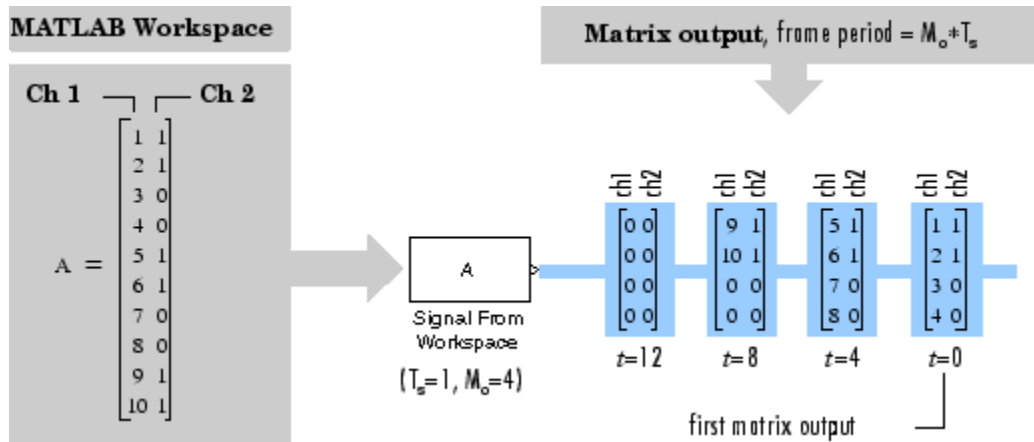 MATLAB Workspace
Ch 1 Ch 2
A =
1 1
2 1
3 0
4 0
5 1
6 1
7 0
8 0
9 1
10 1
Matrix output, frame period = Mo*Ts
A
Signal From
Workspace
(Ts=1, Mo=4)
ch1 ch2
0 0
0 0
0 0
0 0
t=12
ch1 ch2
9 1
10 1
0 0
0 0
t=8
ch1 ch2
5 1
6 1
7 0
8 0
t=4
ch1 ch2
1 1
2 1
3 0
4 0
t=0
first matrix output